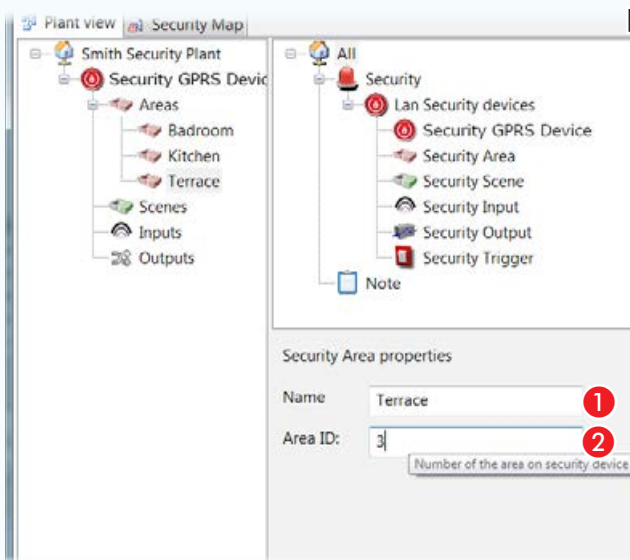 Plant view
Security Map
Smith Security Plant
Security GPRS Devic
Areas
Badroom
Kitchen
Terrace
Scenes
Inputs
Outputs
All
Security
Lan Security devices
Security GPRS Device
Security Area
Security Scene
Security Input
Security Output
Security Trigger
Note
Security Area properties
Name
Terrace
1
Area ID:
3
2
Number of the area on security device